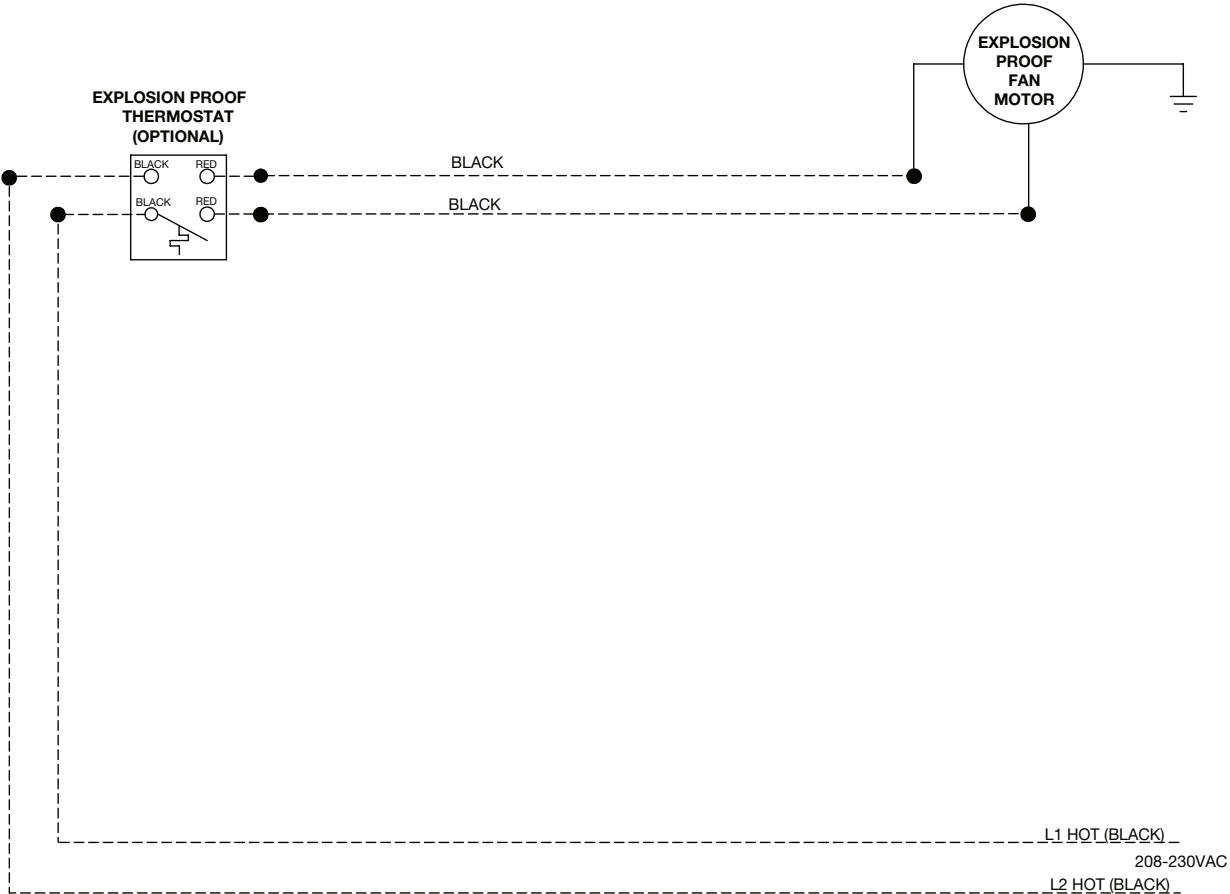 EXPLOSION
PROOF
FAN
MOTOR
EXPLOSION PROOF
THERMOSTAT
(OPTIONAL)
BLACK RED
BLACK
BLACK RED
BLACK
L1 HOT (BLACK)
208-230VAC
L2 HOT (BLACK)